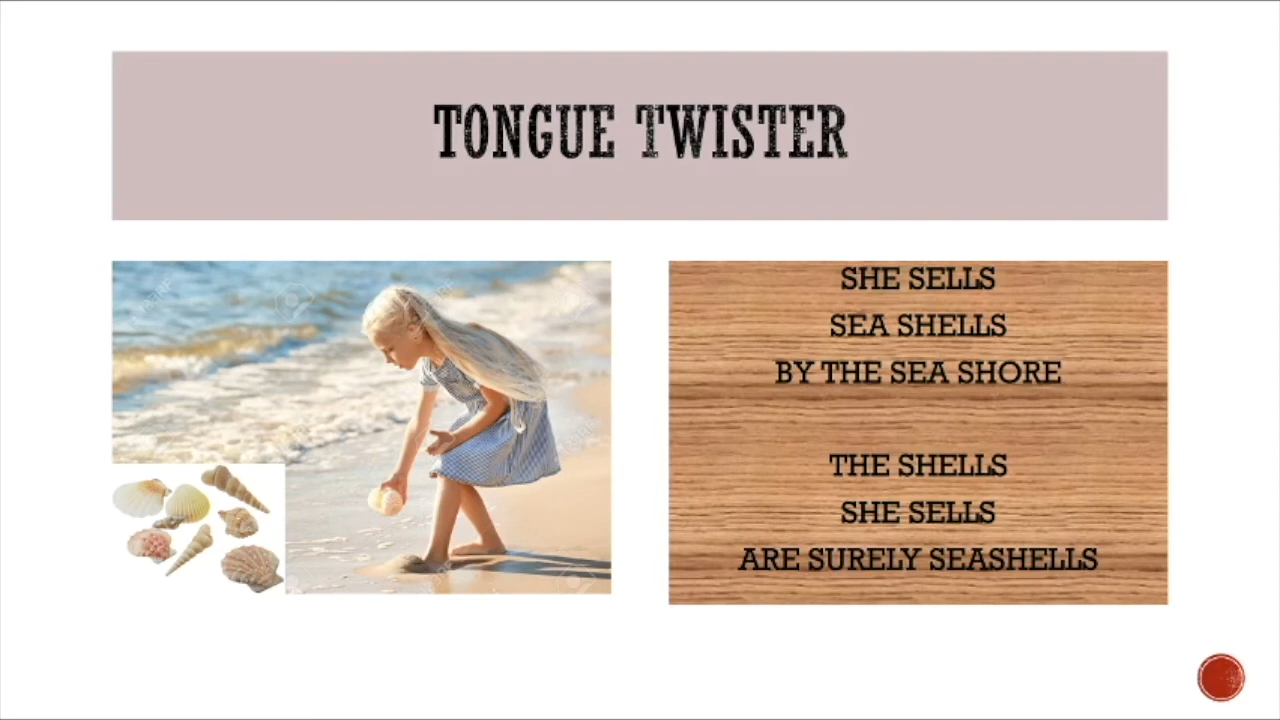 TONGUE TWISTER
SHE SELLS
SEA SHELLS
BY THE SEA SHORE
THE SHELLS
SHE SELLS
ARE SURELY SEASHELLS